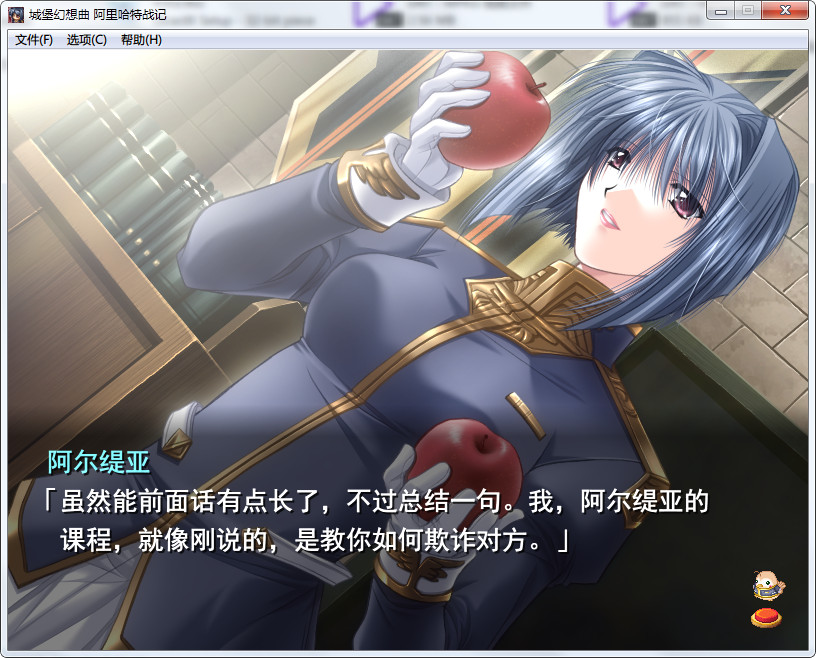 城堡幻想曲 阿里哈特战记
文件(F) 选项(C) 帮助(H)
阿尔缇亚
「虽然能前面话有点长了，不过总结一句。我，阿尔缇亚的
课程，就像刚说的，是教你如何欺诈对方。」